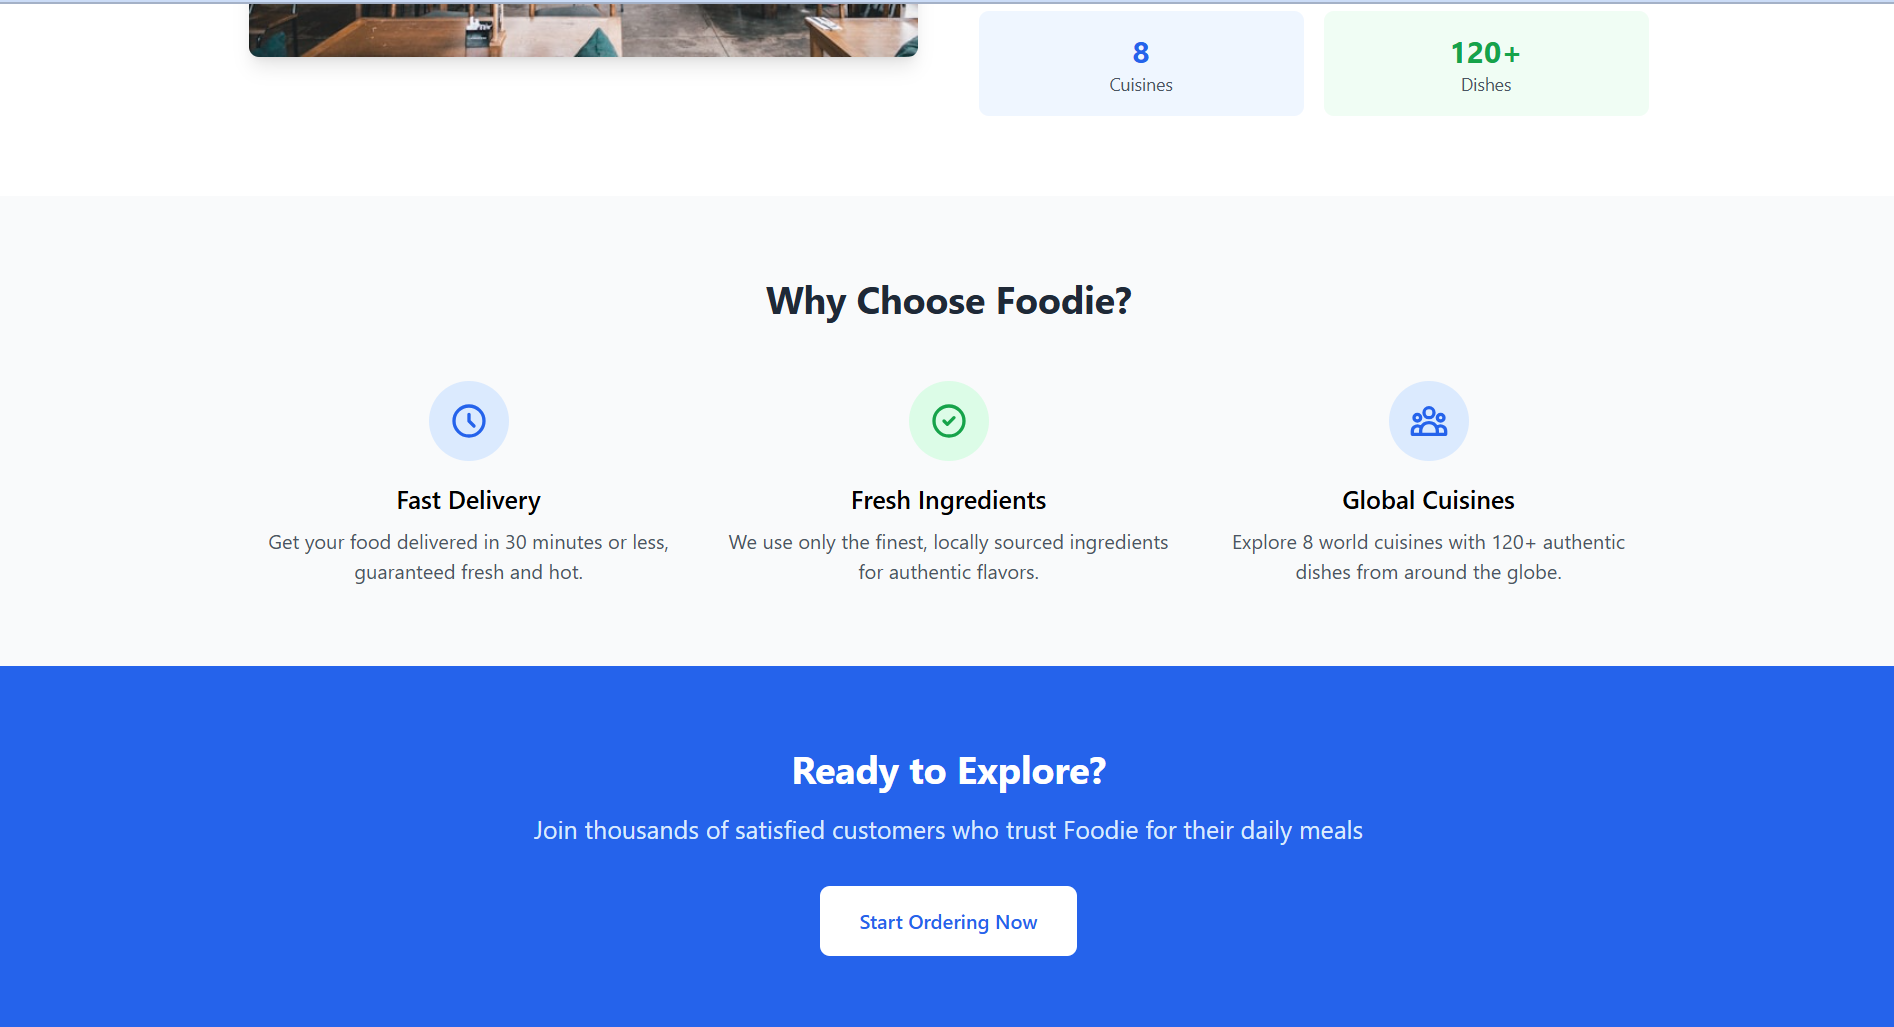 8
Cuisines
120+
Dishes
Why Choose Foodie?
Fast Delivery
Get your food delivered in 30 minutes or less,
guaranteed fresh and hot.
Fresh Ingredients
We use only the finest, locally sourced ingredients
for authentic flavors.
Global Cuisines
Explore 8 world cuisines with 120+ authentic
dishes from around the globe.
Ready to Explore?
Join thousands of satisfied customers who trust Foodie for their daily meals
Start Ordering Now